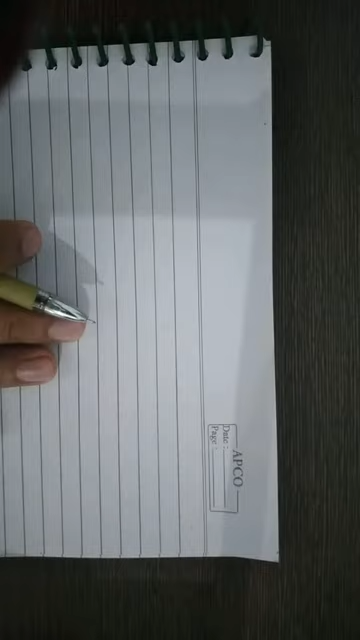 APCO
Date :
Page :